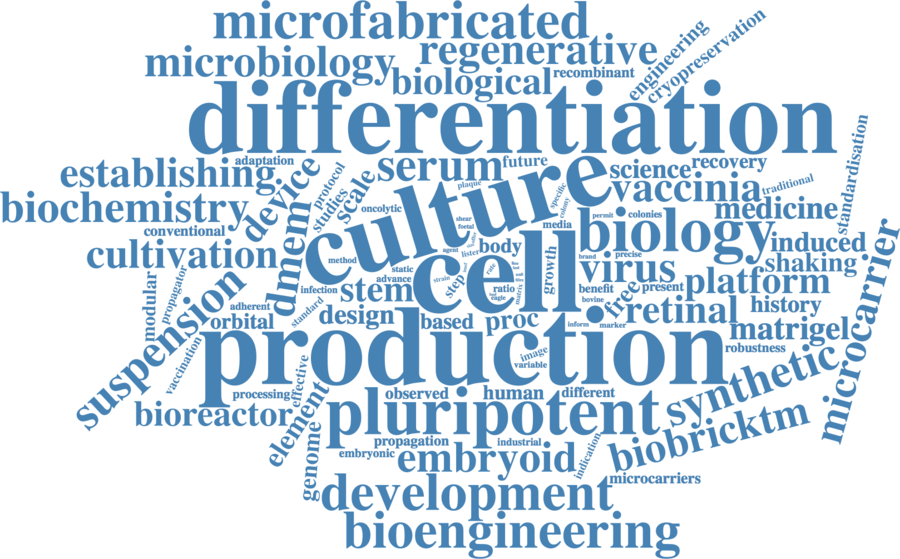 microfabricated
regenerative
microbiology
biological
recombinant
engineering
cryopreservation
differentiation
establishing
adaptation
serum
future
science
recovery
standardisation
device
protocol
studies
scale
culture
plaque
specific
colony
vaccinia
traditional
biochemistry
oncolytic
conventional
shear
foetal
media
permit
colonies
biology
medicine
cultivation
method
agent
lister
body
growth
brand
precise
induced
dmem
static
advance
strain
cell
virus
shaking
modular
propagator
suspension
infection
stem
step
rate
ratio
eagle
matrix
benefit
bovine
free
present
platform
microcarrier
adherent
orbital
standard
design
based
proc
inform
marker
retinal
history
matrigel
production
image
variable
robustness
vaccination
processing
effective
observed
human
different
synthetic
bioreactor
element
pluripotent
biobricktm
genome
propagation
industrial
embryonic
embryoid
indication
microcarriers
development
bioengineering